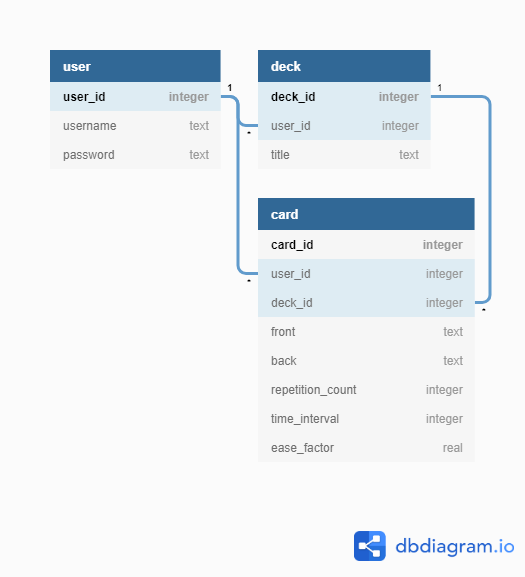 user
user_id integer
username text
password text
1
*
*
deck
deck_id integer
user_id integer
title text
1
*
card
card_id integer
user_id integer
deck_id integer
front text
back text
repetition_count integer
time_interval integer
ease_factor real
dbdiagram.io